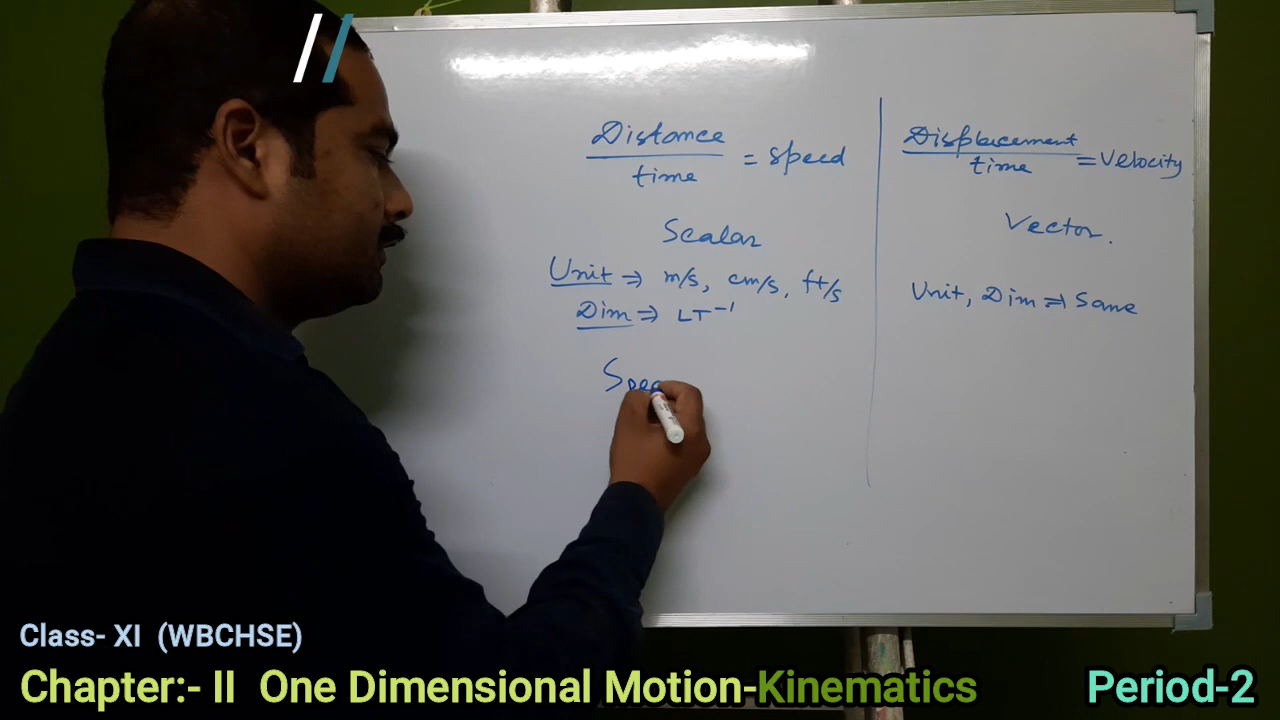 Distance
time
= Speed
Scalar
Unit ⇒ m/s, cm/s, ft/s
Dim ⇒ LT⁻¹
Spee
Displacement
time
= Velocity
Vector.
Unit, Dim ⇒ Same
Class- XI (WBCHSE)
Chapter:- II One Dimensional Motion-Kinematics
Period-2